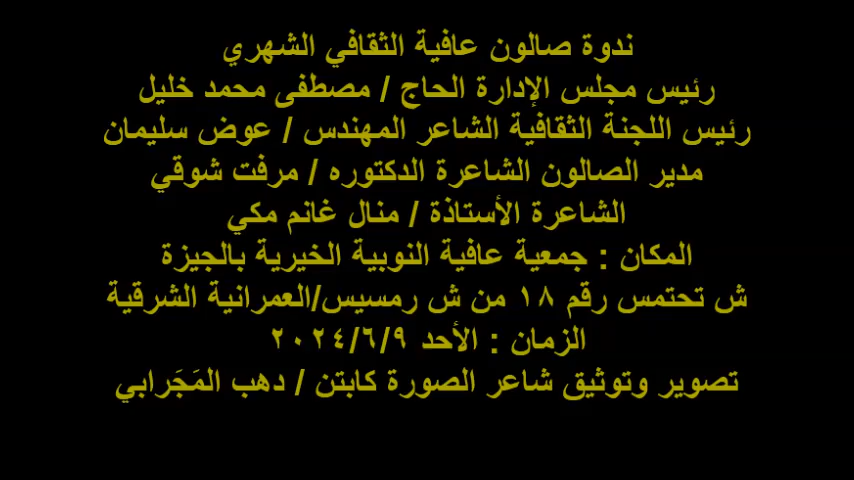 ندوة صالون عافية الثقافي الشهري
رئيس مجلس الإدارة الحاج / مصطفى محمد خليل
رئيس اللجنة الثقافية الشاعر المهندس / عوض سليمان
مدير الصالون الشاعرة الدكتوره / مرفت شوقي
الشاعرة الأستاذة / منال غانم مكي
المكان : جمعية عافية النوبية الخيرية بالجيزة
ش تحتمس رقم ١٨ من ش رمسيس/العمرانية الشرقية
الزمان : الأحد ٢٠٢٤/٦/٩
تصوير وتوثيق شاعر الصورة كابتن / دهب المَجَرابي